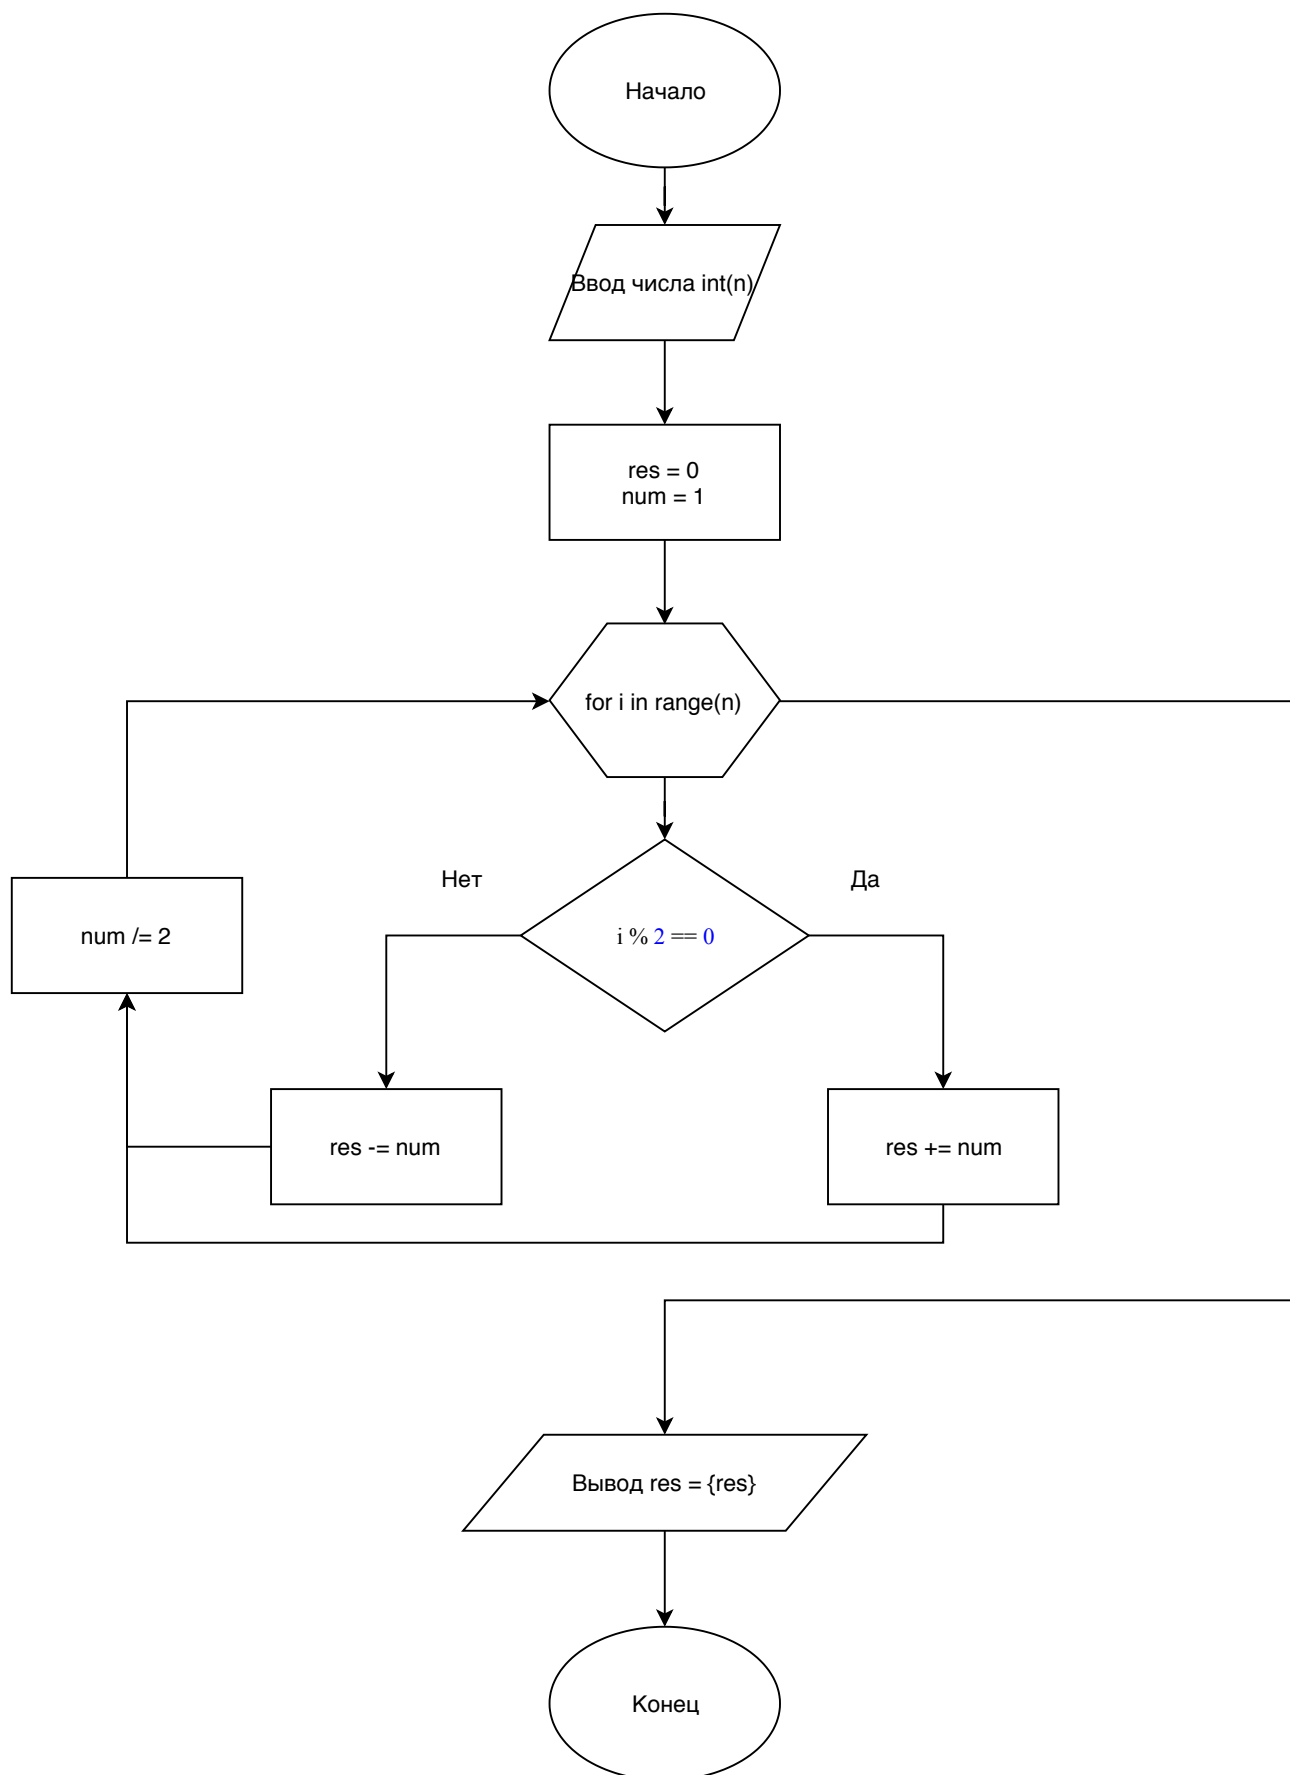 Начало
Ввод числа int(n)
res = 0
num = 1
for i in range(n)
Нет
Да
num /= 2
i % 2 == 0
res -= num
res += num
Вывод res = {res}
Конец